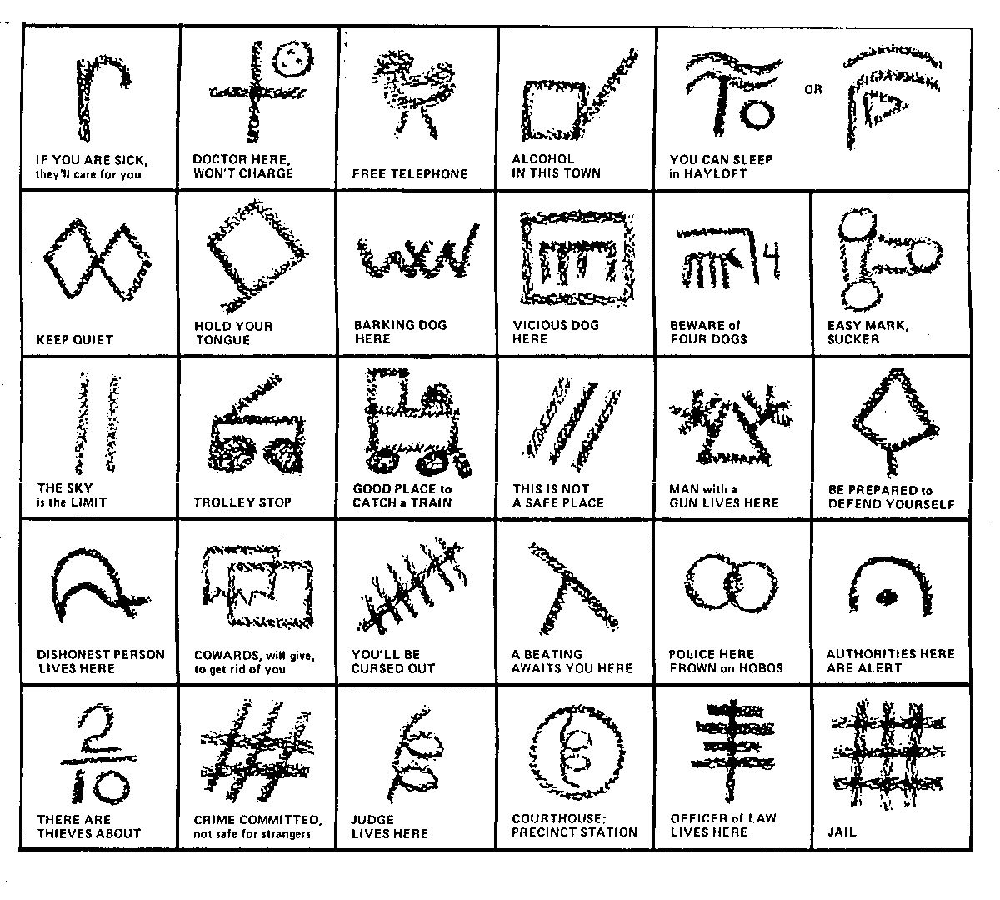 IF YOU ARE SICK,
they'll care for you
DOCTOR HERE,
WON'T CHARGE
FREE TELEPHONE
ALCOHOL
IN THIS TOWN
OR
YOU CAN SLEEP
in HAYLOFT
KEEP QUIET
HOLD YOUR
TONGUE
BARKING DOG
HERE
VICIOUS DOG
HERE
4
BEWARE of
FOUR DOGS
EASY MARK,
SUCKER
THE SKY
is the LIMIT
TROLLEY STOP
GOOD PLACE to
CATCH a TRAIN
THIS IS NOT
A SAFE PLACE
MAN with a
GUN LIVES HERE
BE PREPARED to
DEFEND YOURSELF
DISHONEST PERSON
LIVES HERE
COWARDS, will give,
to get rid of you
YOU'LL BE
CURSED OUT
A BEATING
AWAITS YOU HERE
POLICE HERE
FROWN on HOBOS
AUTHORITIES HERE
ARE ALERT
2
10
THERE ARE
THIEVES ABOUT
CRIME COMMITTED,
not safe for strangers
JUDGE
LIVES HERE
COURTHOUSE;
PRECINCT STATION
OFFICER of LAW
LIVES HERE
JAIL